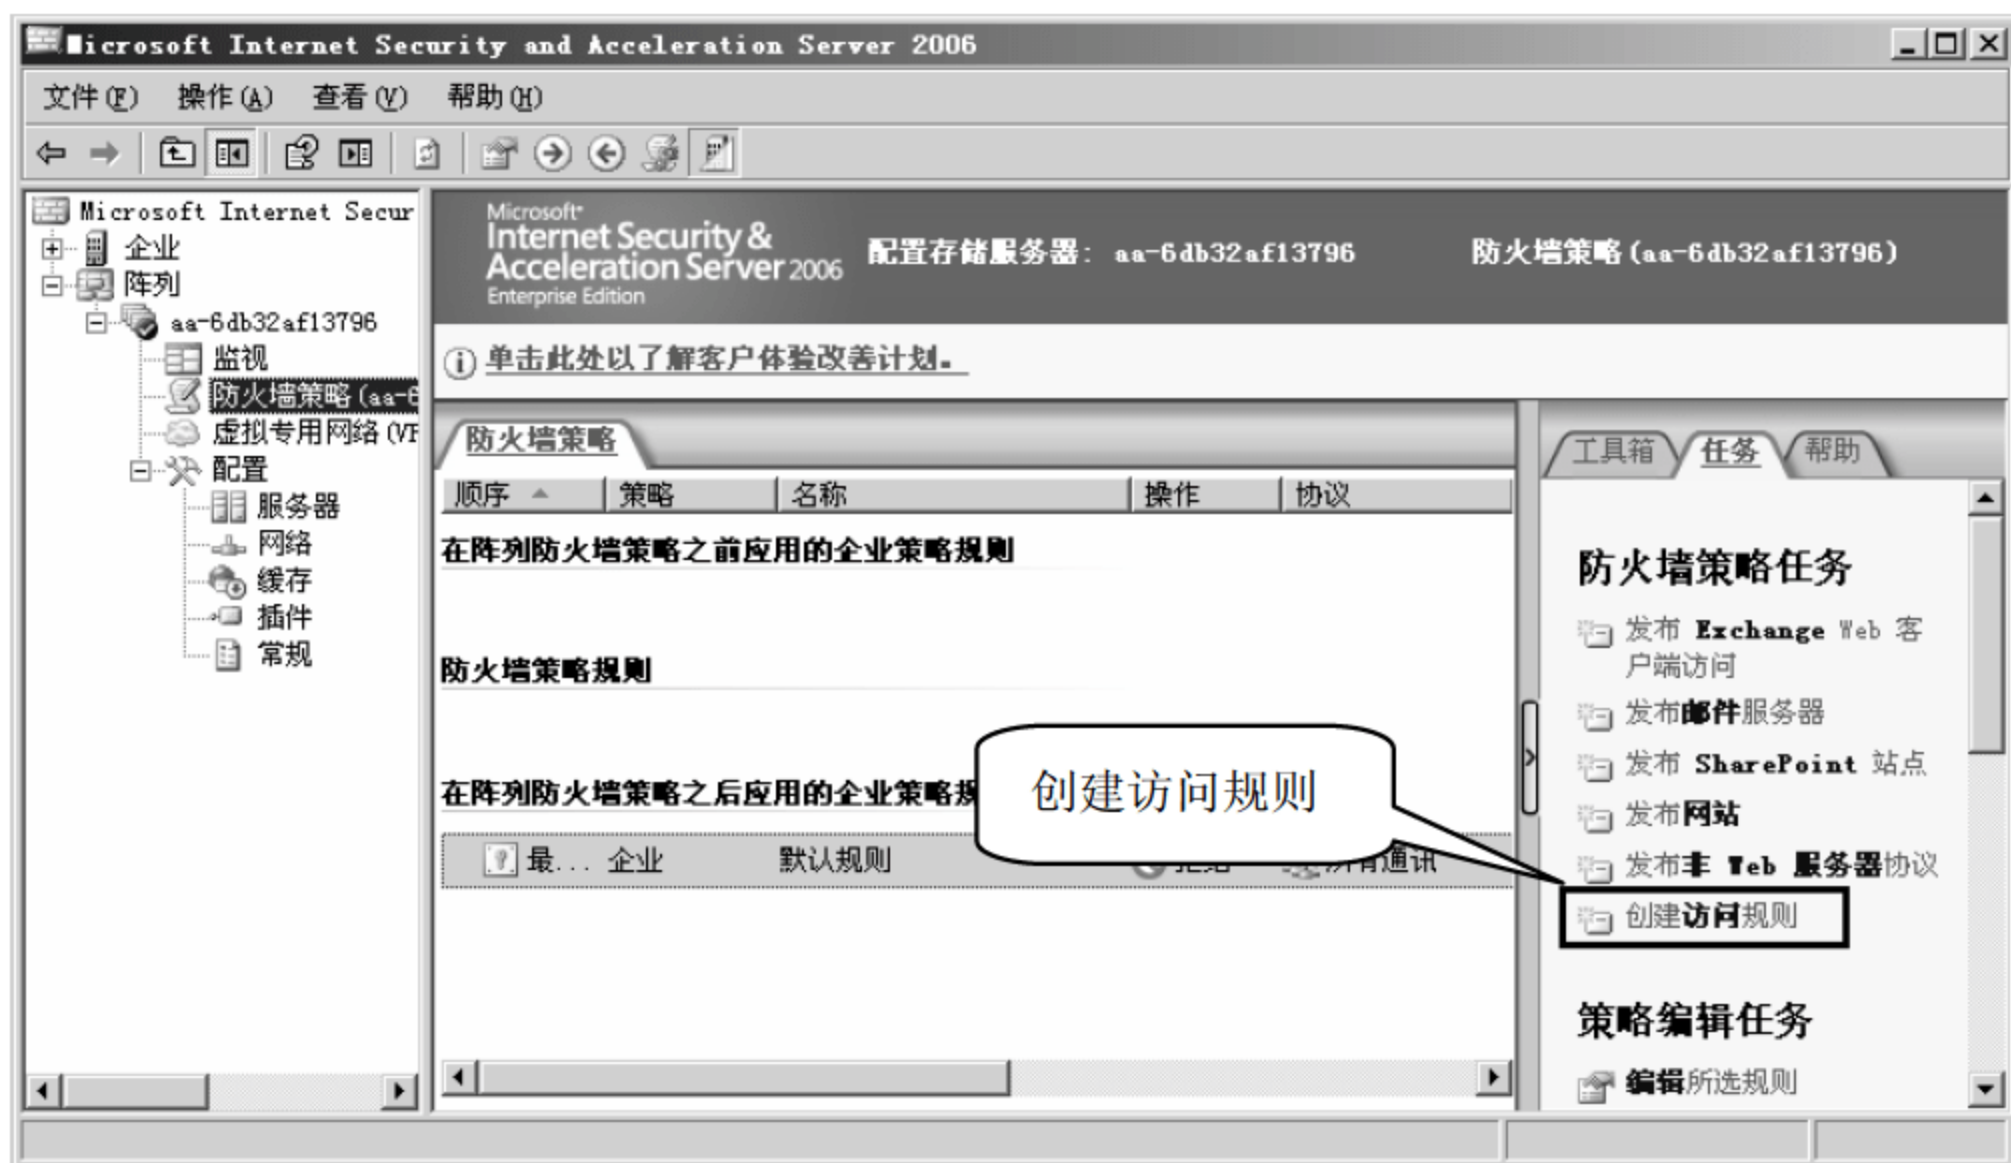 Microsoft Internet Security and Acceleration Server 2006
文件(F) 操作(A) 查看(V) 帮助(H)
Microsoft Internet Secur
企业
阵列
aa-6db32af13796
监视
防火墙策略(aa-6
虚拟专用网络(VP
配置
服务器
网络
缓存
插件
常规
Microsoft
Internet Security &
Acceleration Server 2006
Enterprise Edition
配置存储服务器: aa-6db32af13796
防火墙策略(aa-6db32af13796)
单击此处以了解客户体验改善计划。
防火墙策略
顺序 策略 名称 操作 协议
在阵列防火墙策略之前应用的企业策略规则
防火墙策略规则
在阵列防火墙策略之后应用的企业策略规
最... 企业 默认规则 拒绝 所有通讯
创建访问规则
工具箱 任务 帮助
防火墙策略任务
发布 Exchange Web 客
户端访问
发布邮件服务器
发布 SharePoint 站点
发布网站
发布非 Web 服务器协议
创建访问规则
策略编辑任务
编辑所选规则